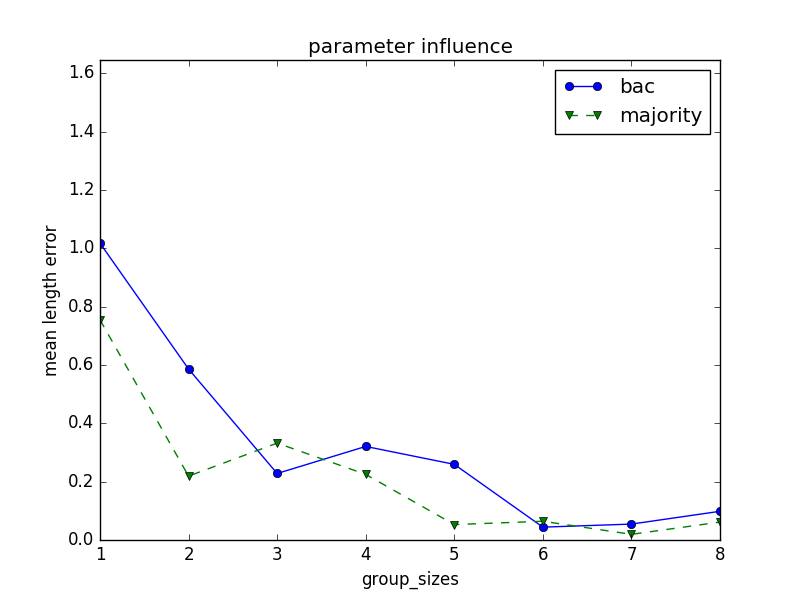 parameter influence
bac
majority
mean length error
1.6
1.4
1.2
1.0
0.8
0.6
0.4
0.2
0.0
1 2 3 4 5 6 7 8
group_sizes